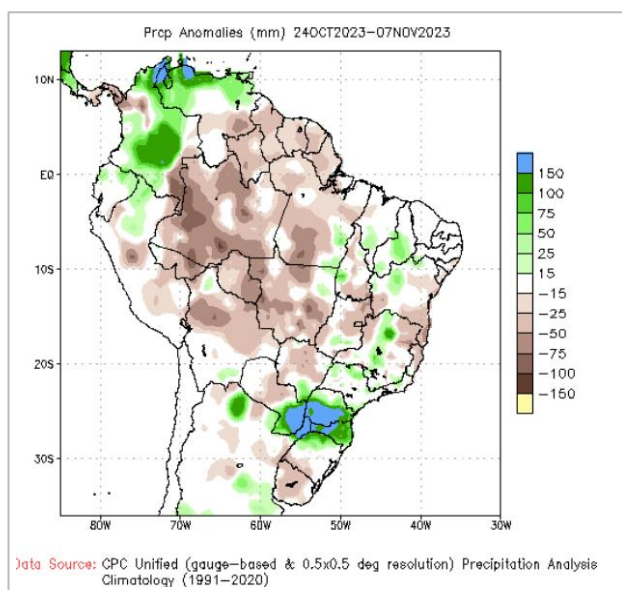 Prcp Anomalies (mm) 24OCT2023-07NOV2023
10N
EQ
10S
20S
30S
80W 70W 60W 50W 40W 30W
150
100
75
50
25
15
-15
-25
-50
-75
-100
-150
Data Source: CPC Unified (gauge-based & 0.5x0.5 deg resolution) Precipitation Analysis
Climatology (1991-2020)